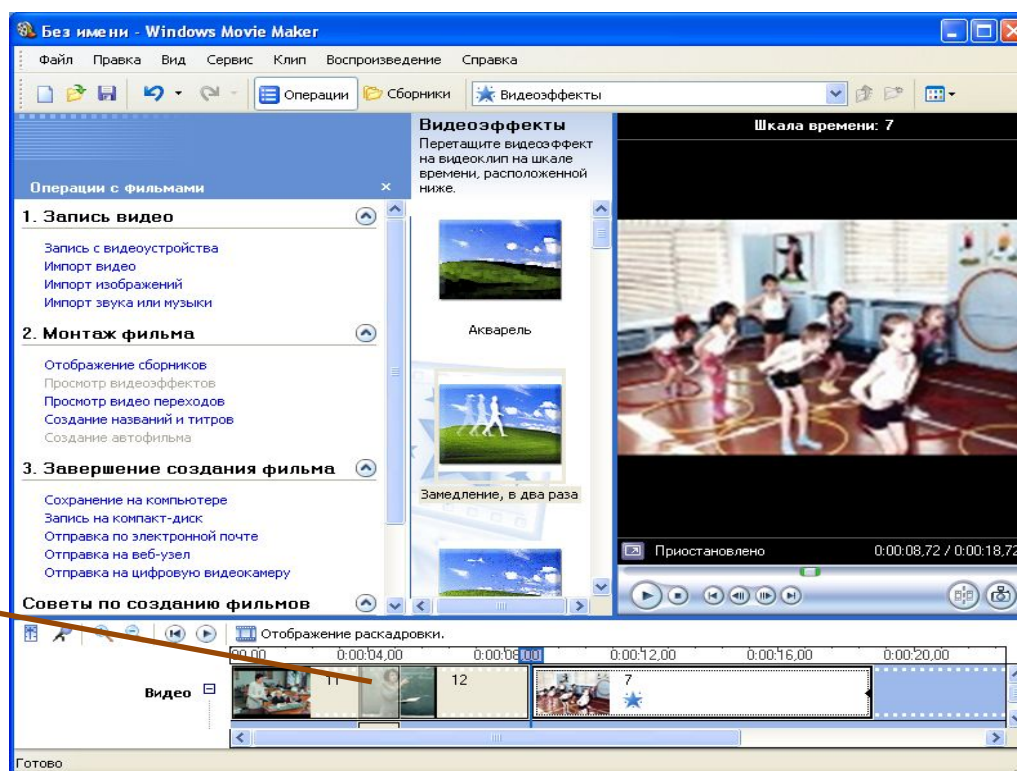 Без имени - Windows Movie Maker
Файл Правка Вид Сервис Клип Воспроизведение Справка
Операции Сборники Видеоэффекты
Операции с фильмами
1. Запись видео
Запись с видеоустройства
Импорт видео
Импорт изображений
Импорт звука или музыки
2. Монтаж фильма
Отображение сборников
Просмотр видеоэффектов
Просмотр видео переходов
Создание названий и титров
Создание автофильма
3. Завершение создания фильма
Сохранение на компьютере
Запись на компакт-диск
Отправка по электронной почте
Отправка на веб-узел
Отправка на цифровую видеокамеру
Советы по созданию фильмов
Видеоэффекты
Перетащите видеоэффект
на видеоклип на шкале
времени, расположенной
ниже.
Акварель
Замедление, в два раза
Шкала времени: 7
Приостановлено 0:00:08,72 / 0:00:18,72
Отображение раскадровки.
00,00 0:00:04,00 0:00:08,00 0:00:12,00 0:00:16,00 0:00:20,00
Видео 11 12 7
Готово